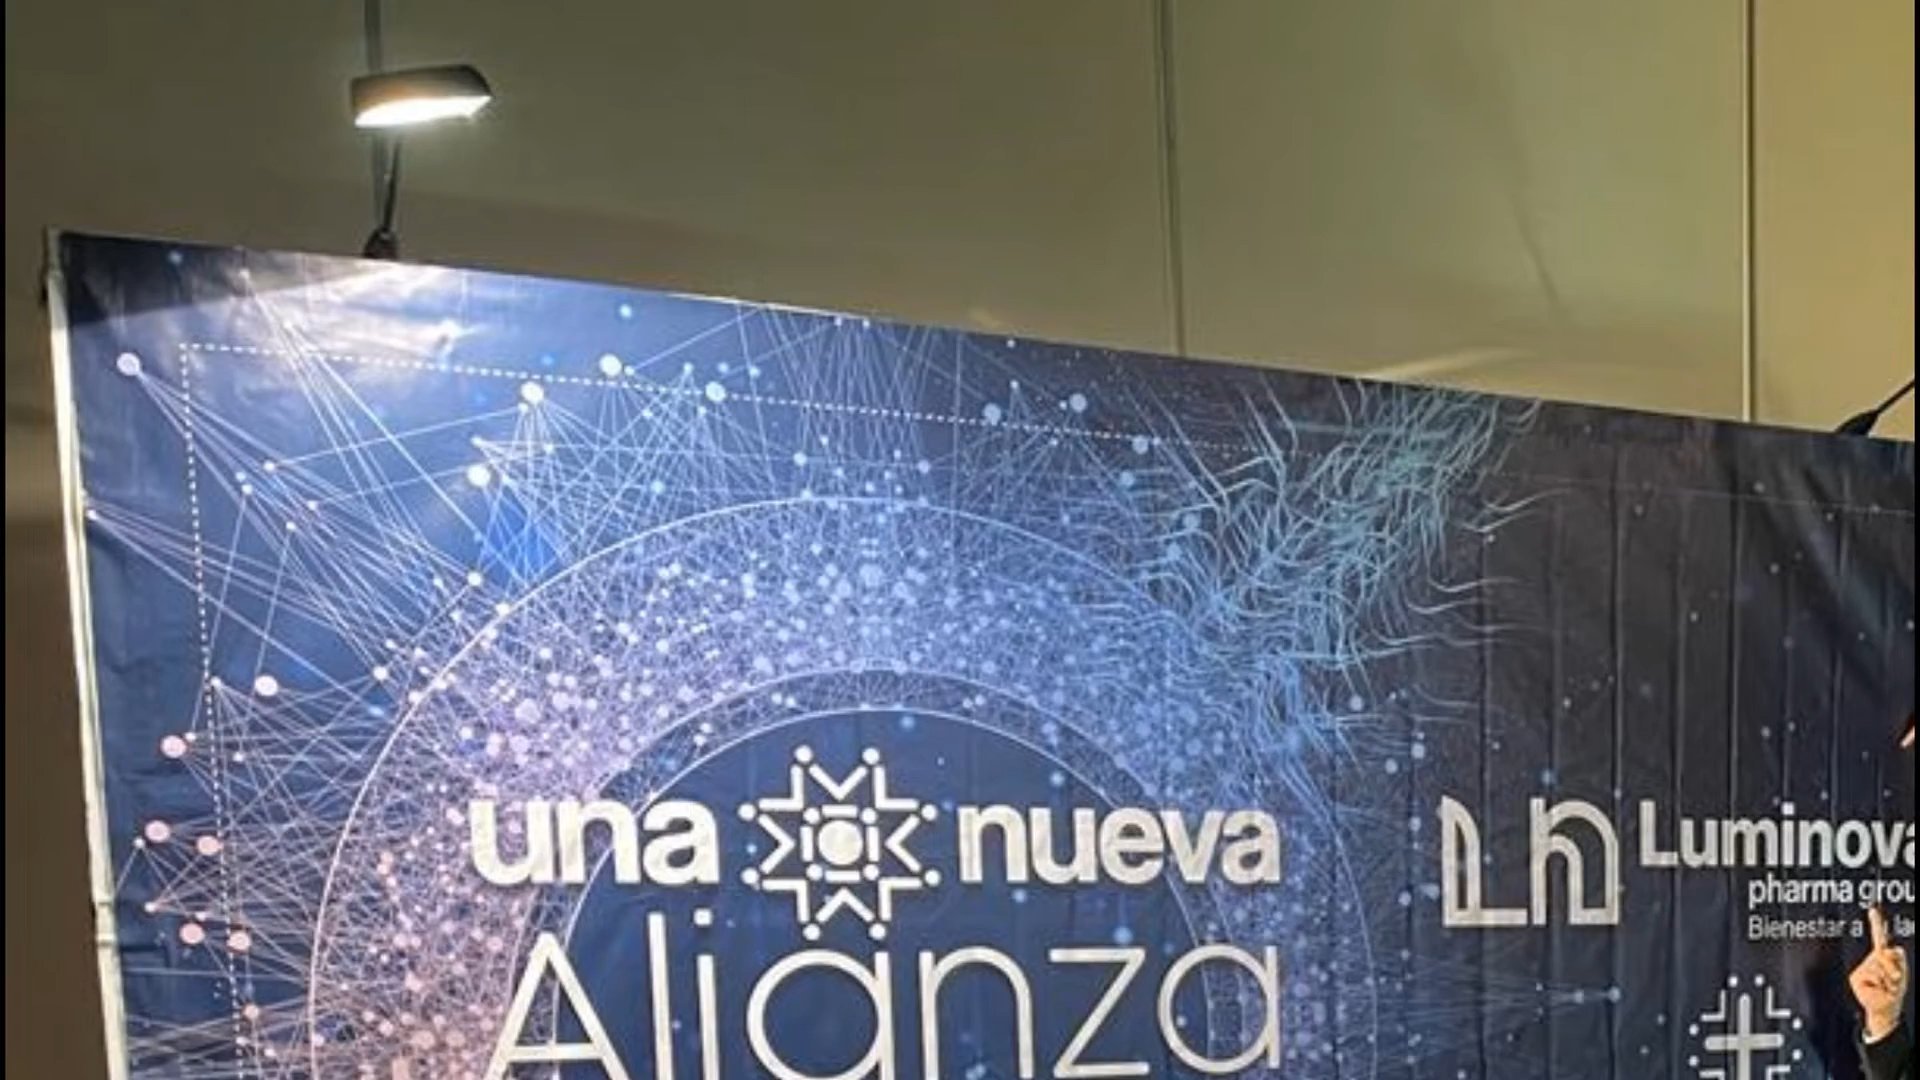 una nueva
Alianza
Luminova
pharma grou
Bienestar a